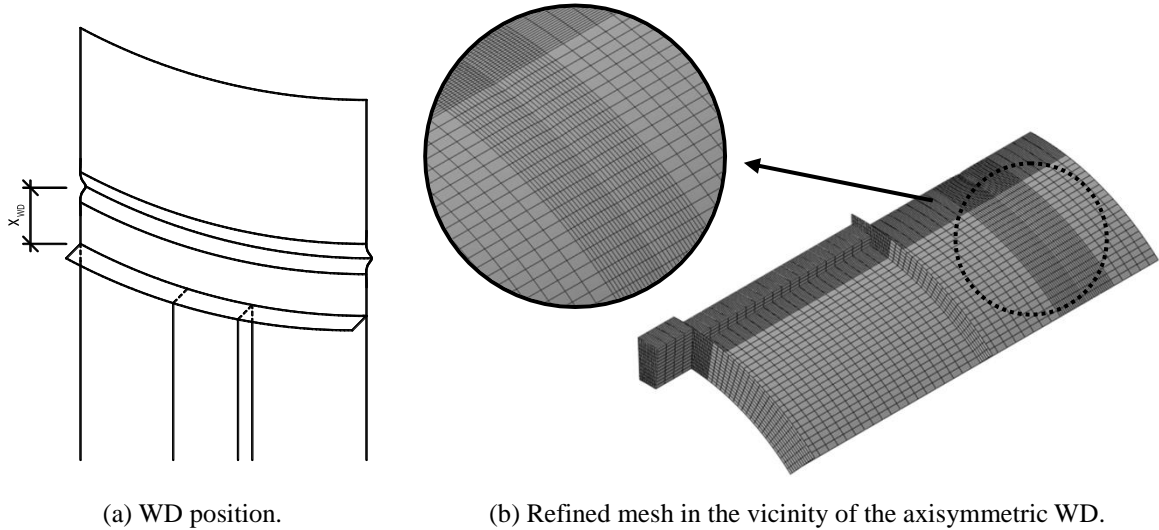 X_WD
(a) WD position.
(b) Refined mesh in the vicinity of the axisymmetric WD.